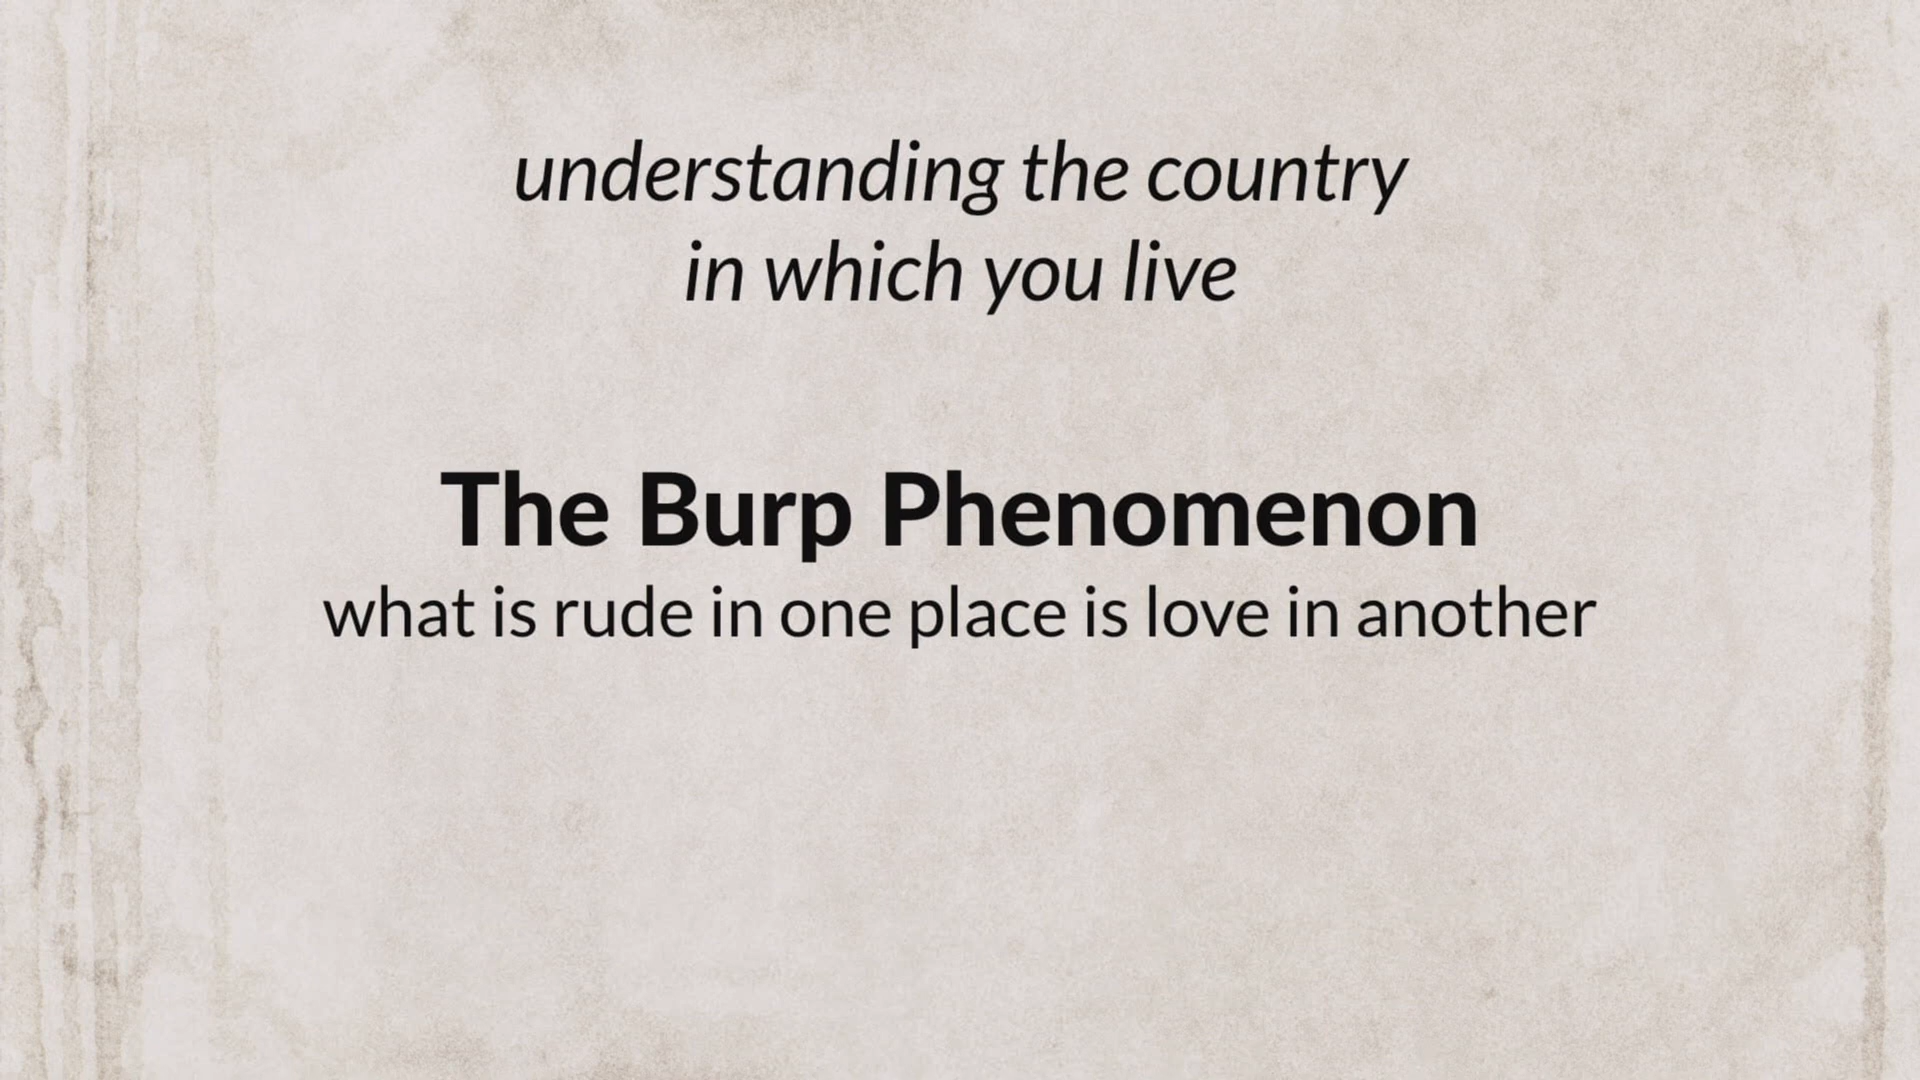 understanding the country
in which you live
The Burp Phenomenon
what is rude in one place is love in another